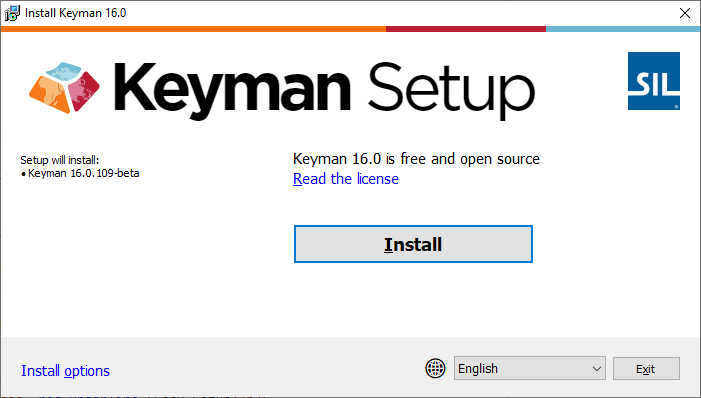 Install Keyman 16.0
Keyman Setup
SIL
Setup will install:
• Keyman 16.0.109-beta
Keyman 16.0 is free and open source
Read the license
Install
Install options
English
Exit